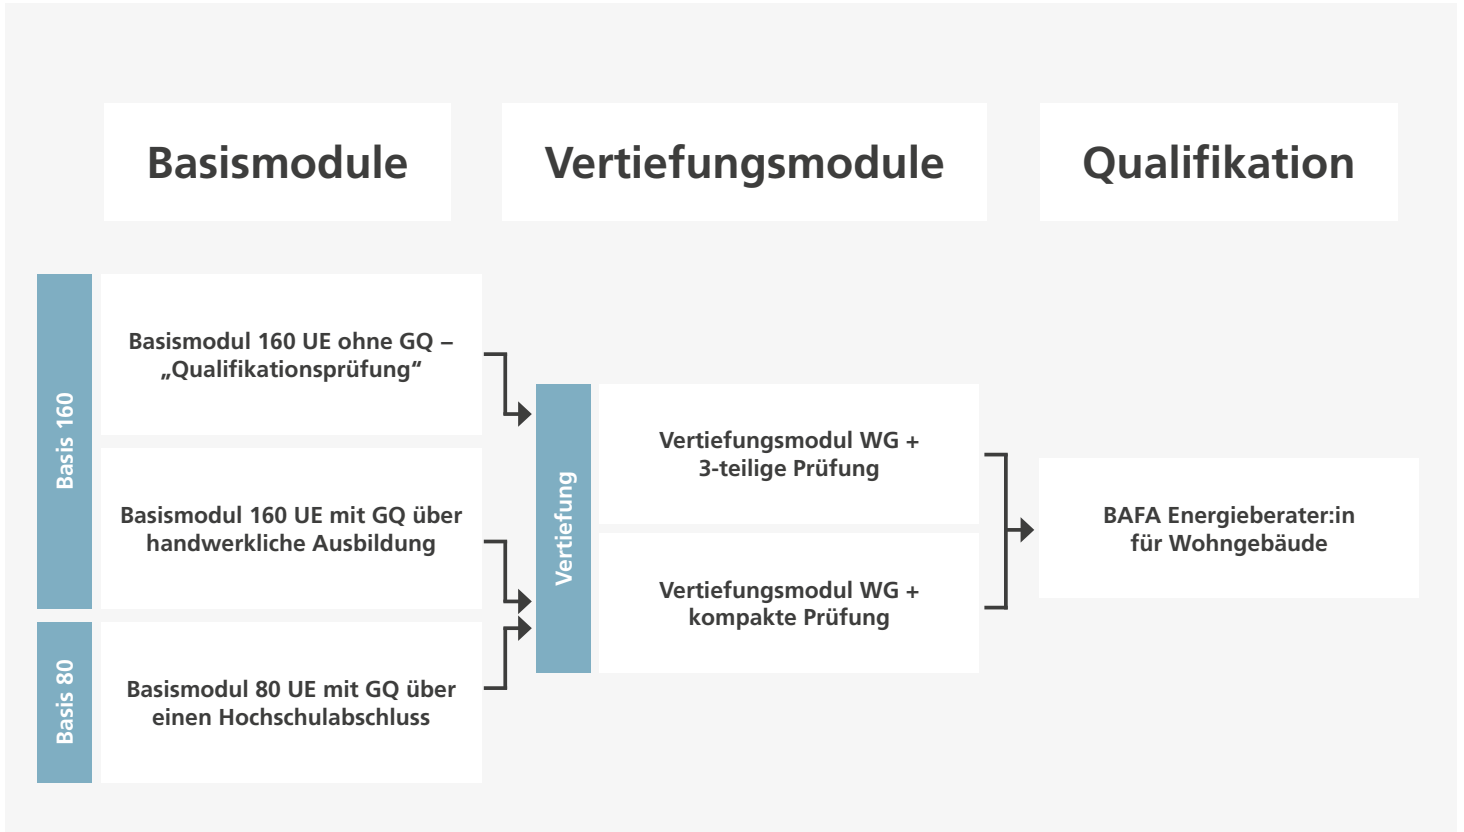 Basismodule
Vertiefungsmodule
Qualifikation
Basis 160
Basismodul 160 UE ohne GQ –
„Qualifikationsprüfung“
Basismodul 160 UE mit GQ über
handwerkliche Ausbildung
Basis 80
Basismodul 80 UE mit GQ über
einen Hochschulabschluss
Vertiefung
Vertiefungsmodul WG +
3-teilige Prüfung
Vertiefungsmodul WG +
kompakte Prüfung
BAFA Energieberater:in
für Wohngebäude